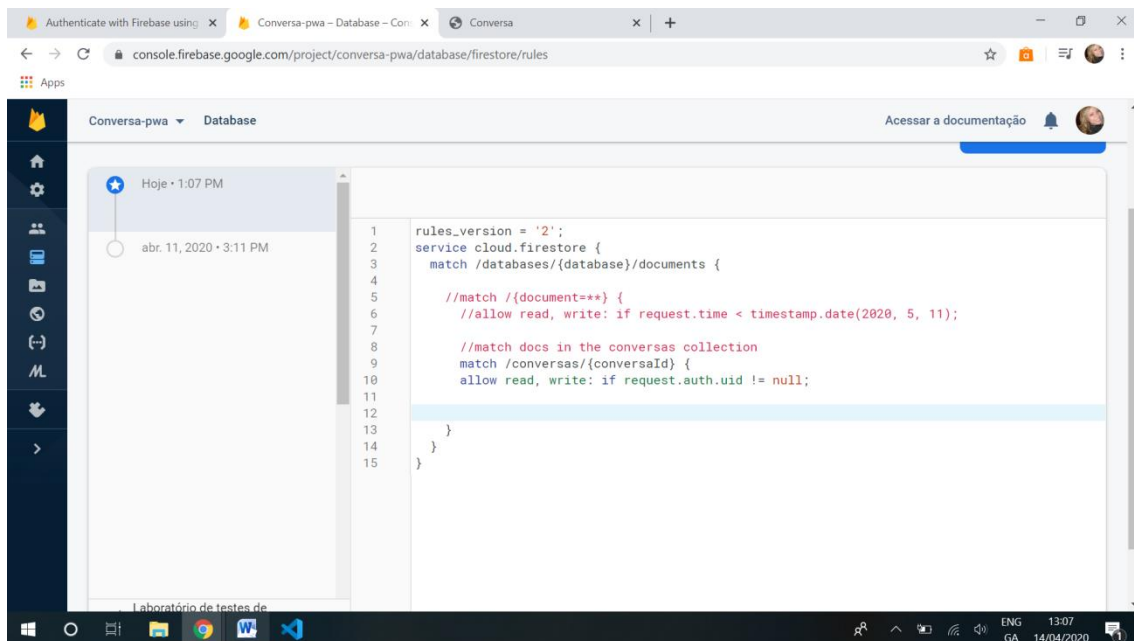 Authenticate with Firebase using
Conversa-pwa – Database – Con
Conversa
console.firebase.google.com/project/conversa-pwa/database/firestore/rules
Apps
Conversa-pwa
Database
Acessar a documentação
Hoje • 1:07 PM
abr. 11, 2020 • 3:11 PM
1 rules_version = '2';
2 service cloud.firestore {
3 match /databases/{database}/documents {
4
5 //match /{document=**} {
6 //allow read, write: if request.time < timestamp.date(2020, 5, 11);
7
8 //match docs in the conversas collection
9 match /conversas/{conversaId} {
10 allow read, write: if request.auth.uid != null;
11
12
13 }
14 }
15 }
Laboratório de testes de
ENG 13:07
GA 14/04/2020